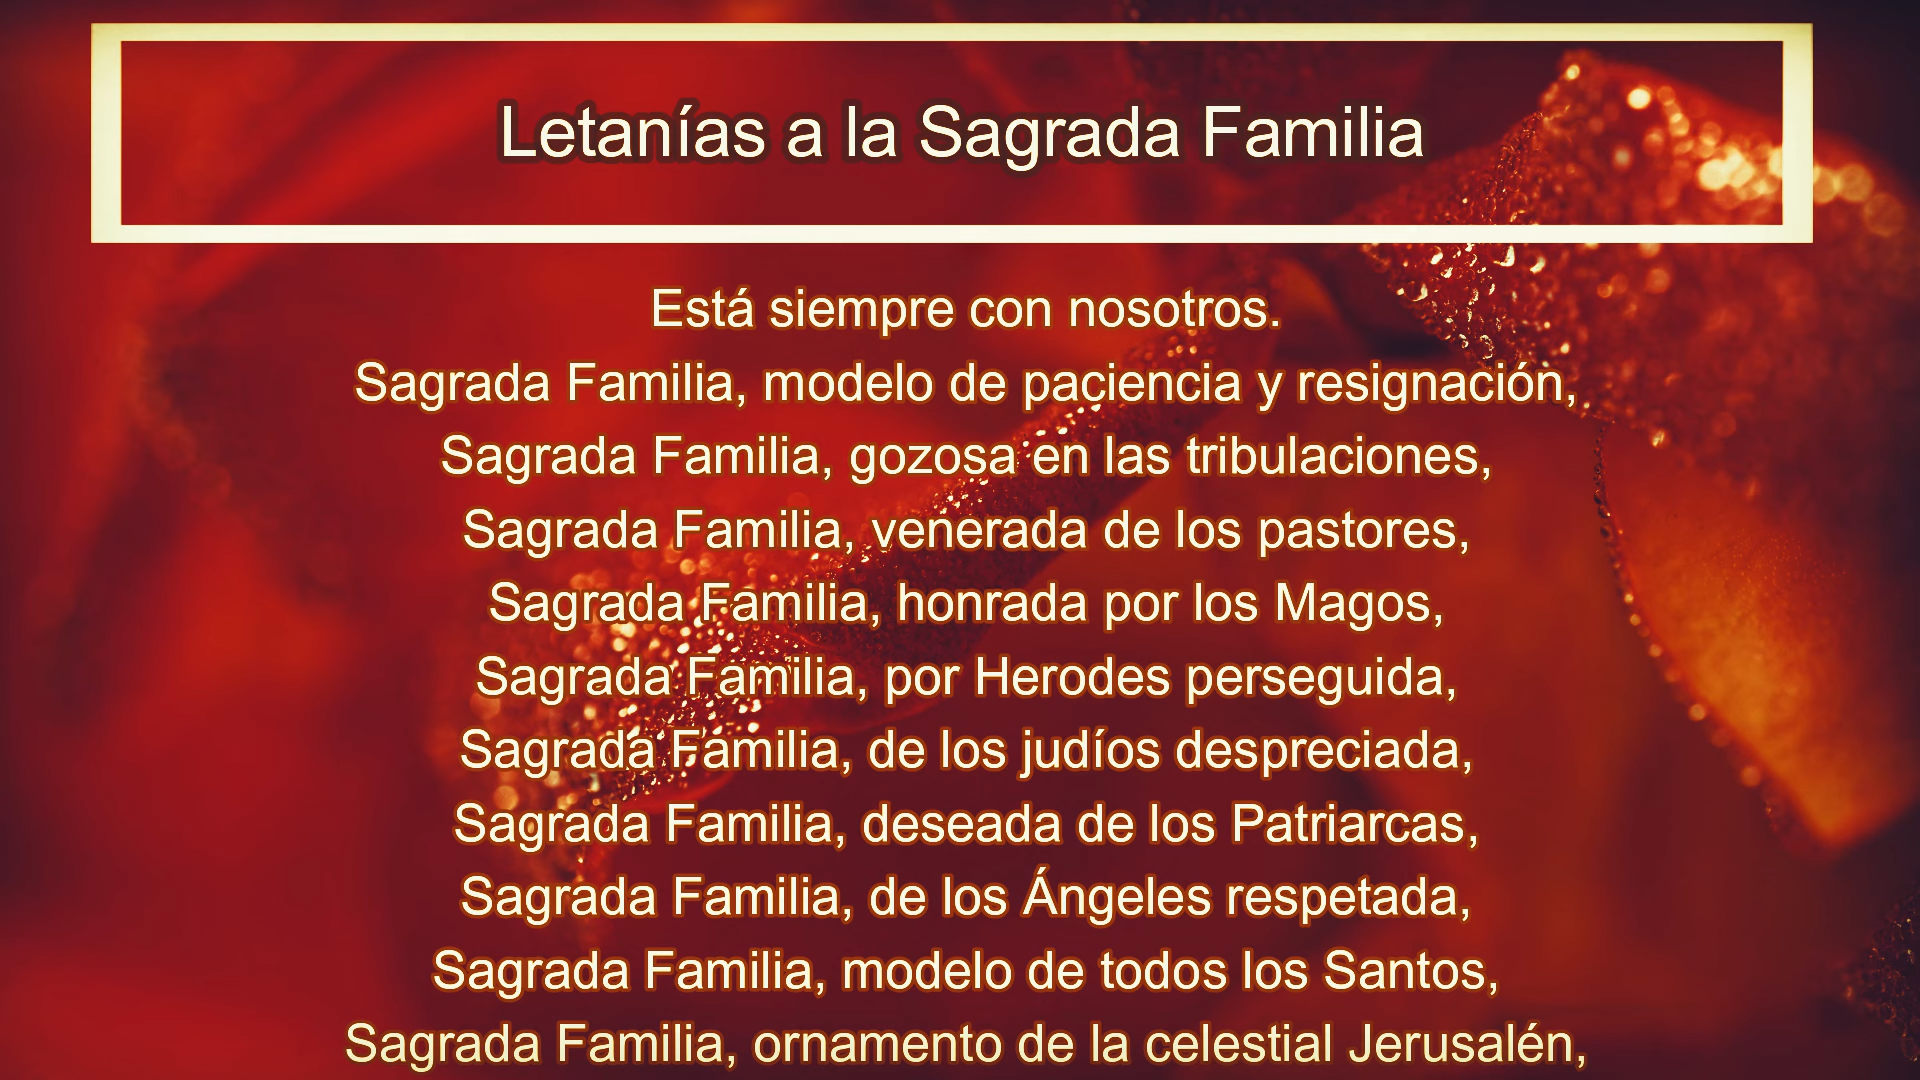 Letanías a la Sagrada Familia
Está siempre con nosotros.
Sagrada Familia, modelo de paciencia y resignación,
Sagrada Familia, gozosa en las tribulaciones,
Sagrada Familia, venerada de los pastores,
Sagrada Familia, honrada por los Magos,
Sagrada Familia, por Herodes perseguida,
Sagrada Familia, de los judíos despreciada,
Sagrada Familia, deseada de los Patriarcas,
Sagrada Familia, de los Ángeles respetada,
Sagrada Familia, modelo de todos los Santos,
Sagrada Familia, ornamento de la celestial Jerusalén,